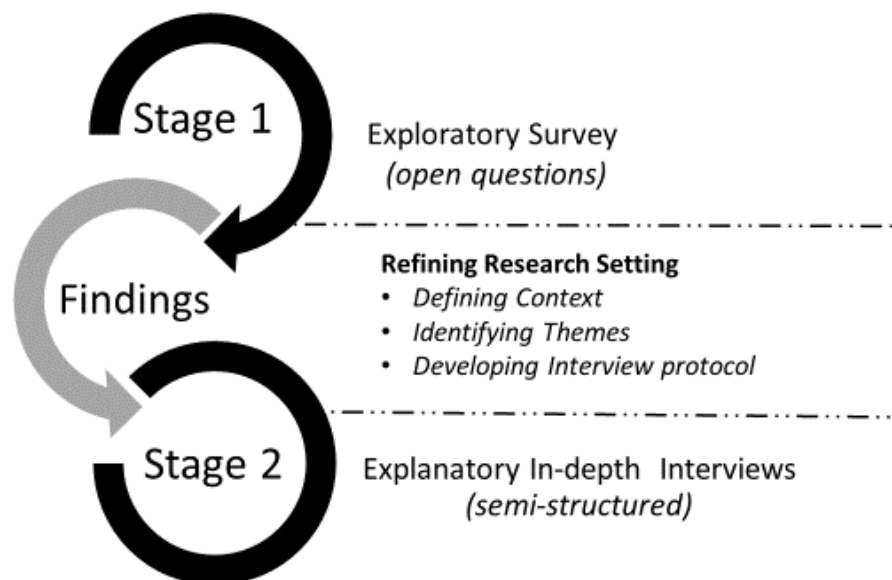 Stage 1
Exploratory Survey
(open questions)
Findings
Refining Research Setting
• Defining Context
• Identifying Themes
• Developing Interview protocol
Stage 2
Explanatory In-depth Interviews
(semi-structured)